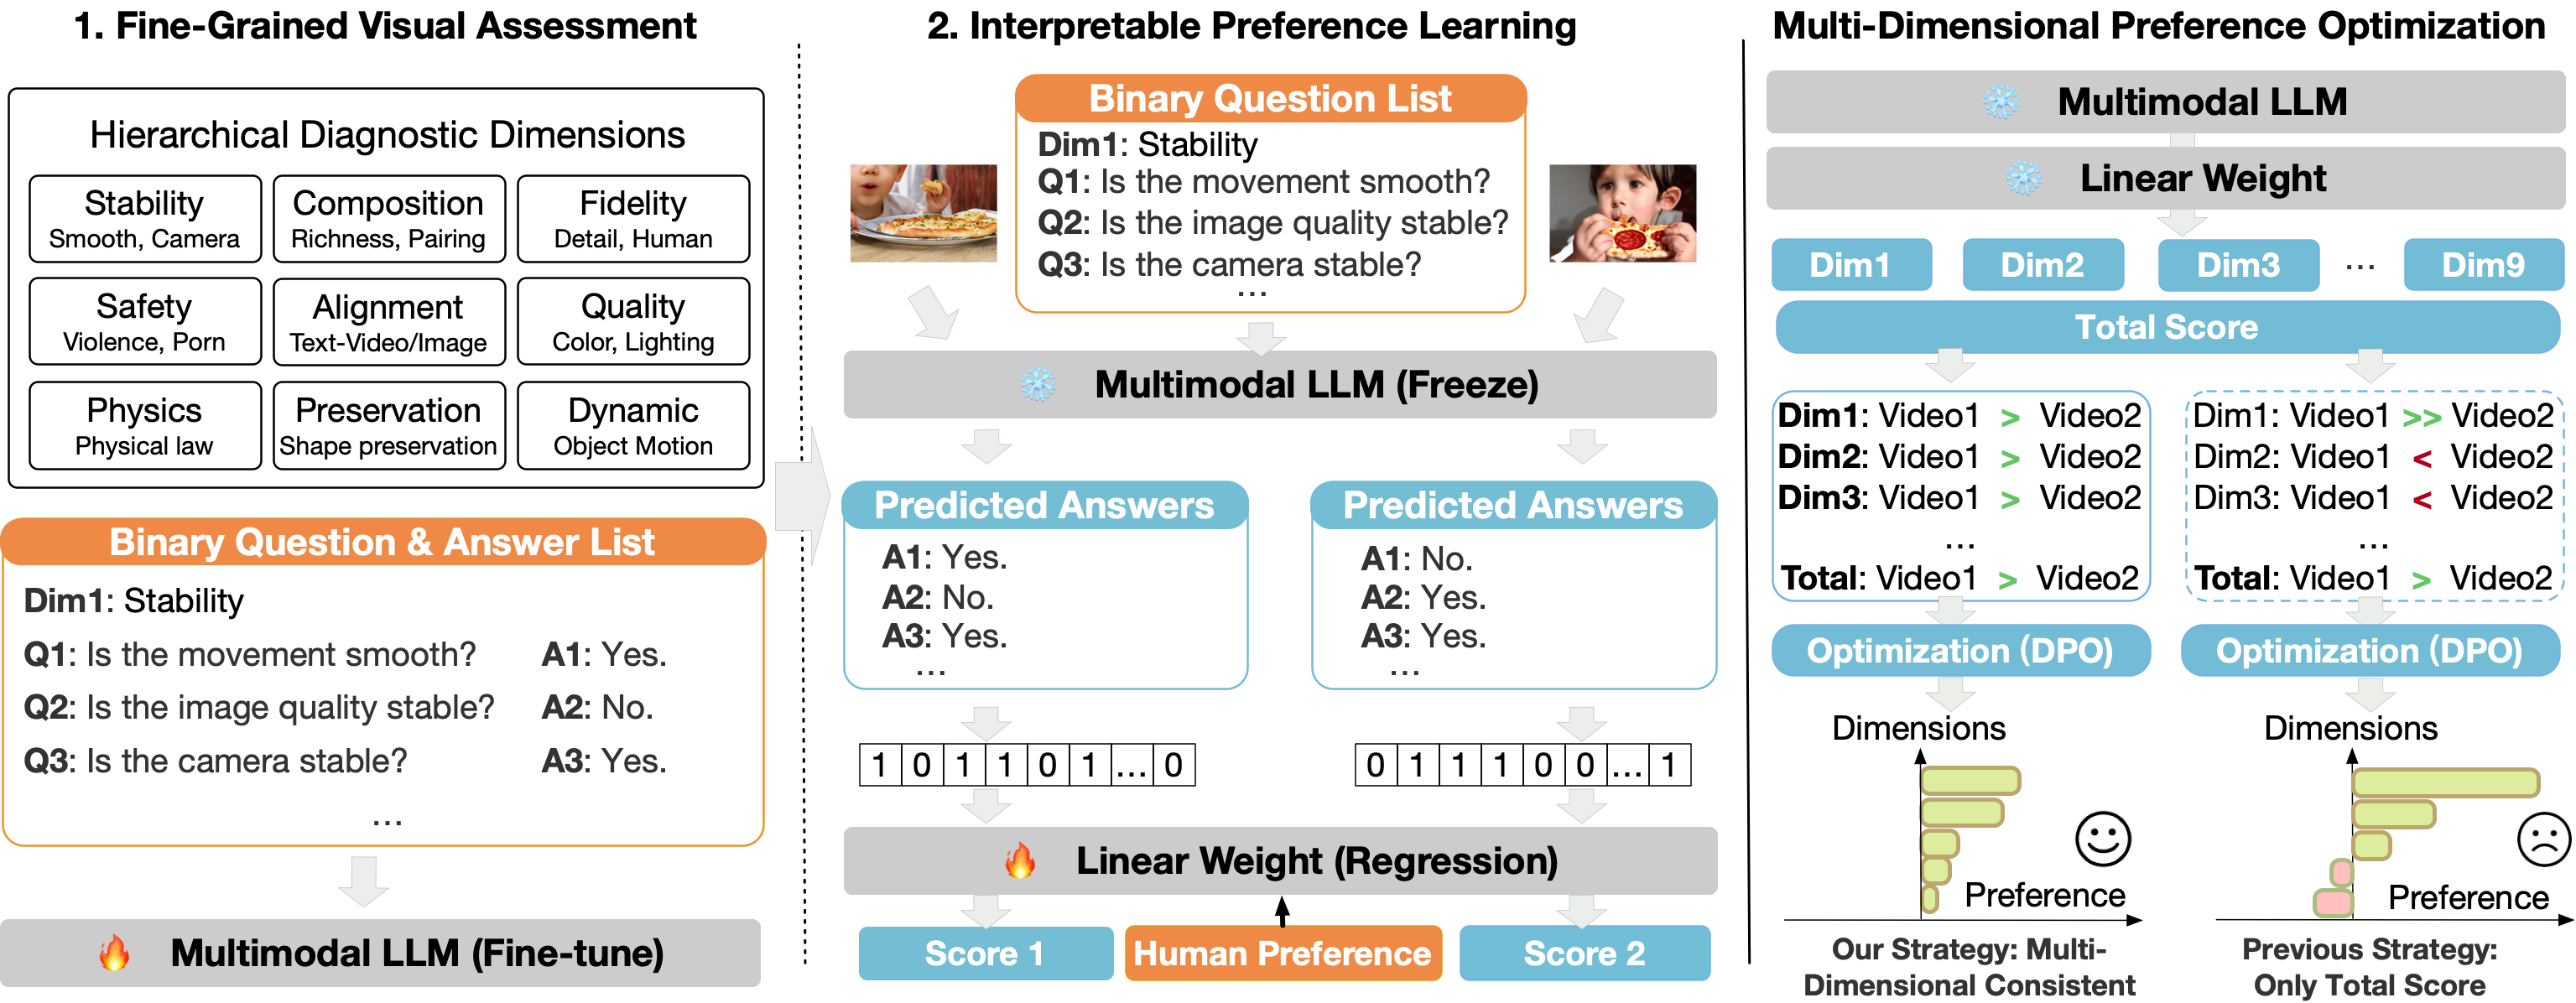 1. Fine-Grained Visual Assessment
Hierarchical Diagnostic Dimensions
Stability
Smooth, Camera
Composition
Richness, Pairing
Fidelity
Detail, Human
Safety
Violence, Porn
Alignment
Text-Video/Image
Quality
Color, Lighting
Physics
Physical law
Preservation
Shape preservation
Dynamic
Object Motion
Binary Question & Answer List
Dim1: Stability
Q1: Is the movement smooth? A1: Yes.
Q2: Is the image quality stable? A2: No.
Q3: Is the camera stable? A3: Yes.
...
Multimodal LLM (Fine-tune)
2. Interpretable Preference Learning
Binary Question List
Dim1: Stability
Q1: Is the movement smooth?
Q2: Is the image quality stable?
Q3: Is the camera stable?
...
Multimodal LLM (Freeze)
Predicted Answers
A1: Yes.
A2: No.
A3: Yes.
...
Predicted Answers
A1: No.
A2: Yes.
A3: Yes.
...
1 0 1 1 0 1 ... 0
0 1 1 1 0 0 ... 1
Linear Weight (Regression)
Score 1
Human Preference
Score 2
Multi-Dimensional Preference Optimization
Multimodal LLM
Linear Weight
Dim1 Dim2 Dim3 ... Dim9
Total Score
Dim1: Video1 > Video2
Dim2: Video1 > Video2
Dim3: Video1 > Video2
...
Total: Video1 > Video2
Optimization (DPO)
Dimensions
Preference
Our Strategy: Multi-
Dimensional Consistent
Dim1: Video1 >> Video2
Dim2: Video1 < Video2
Dim3: Video1 < Video2
...
Total: Video1 > Video2
Optimization (DPO)
Dimensions
Preference
Previous Strategy:
Only Total Score